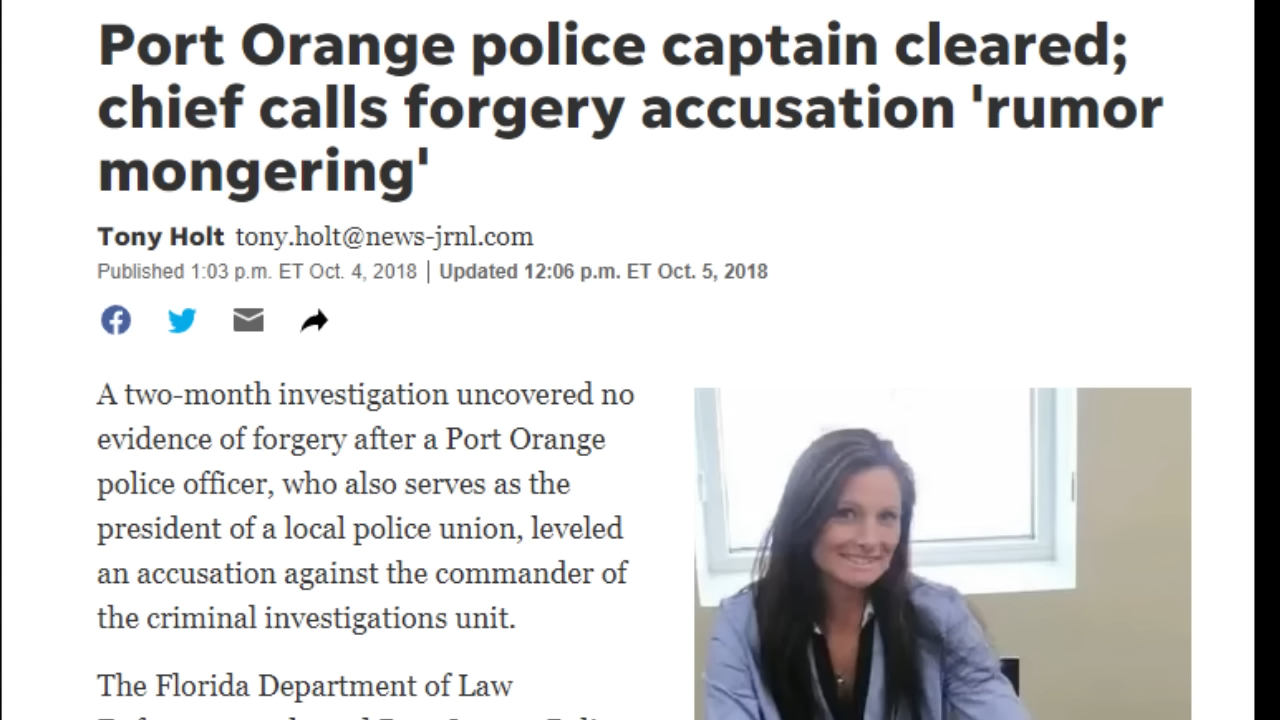 Port Orange police captain cleared;
chief calls forgery accusation 'rumor
mongering'
Tony Holt tony.holt@news-jrnl.com
Published 1:03 p.m. ET Oct. 4, 2018 | Updated 12:06 p.m. ET Oct. 5, 2018
A two-month investigation uncovered no
evidence of forgery after a Port Orange
police officer, who also serves as the
president of a local police union, leveled
an accusation against the commander of
the criminal investigations unit.
The Florida Department of Law